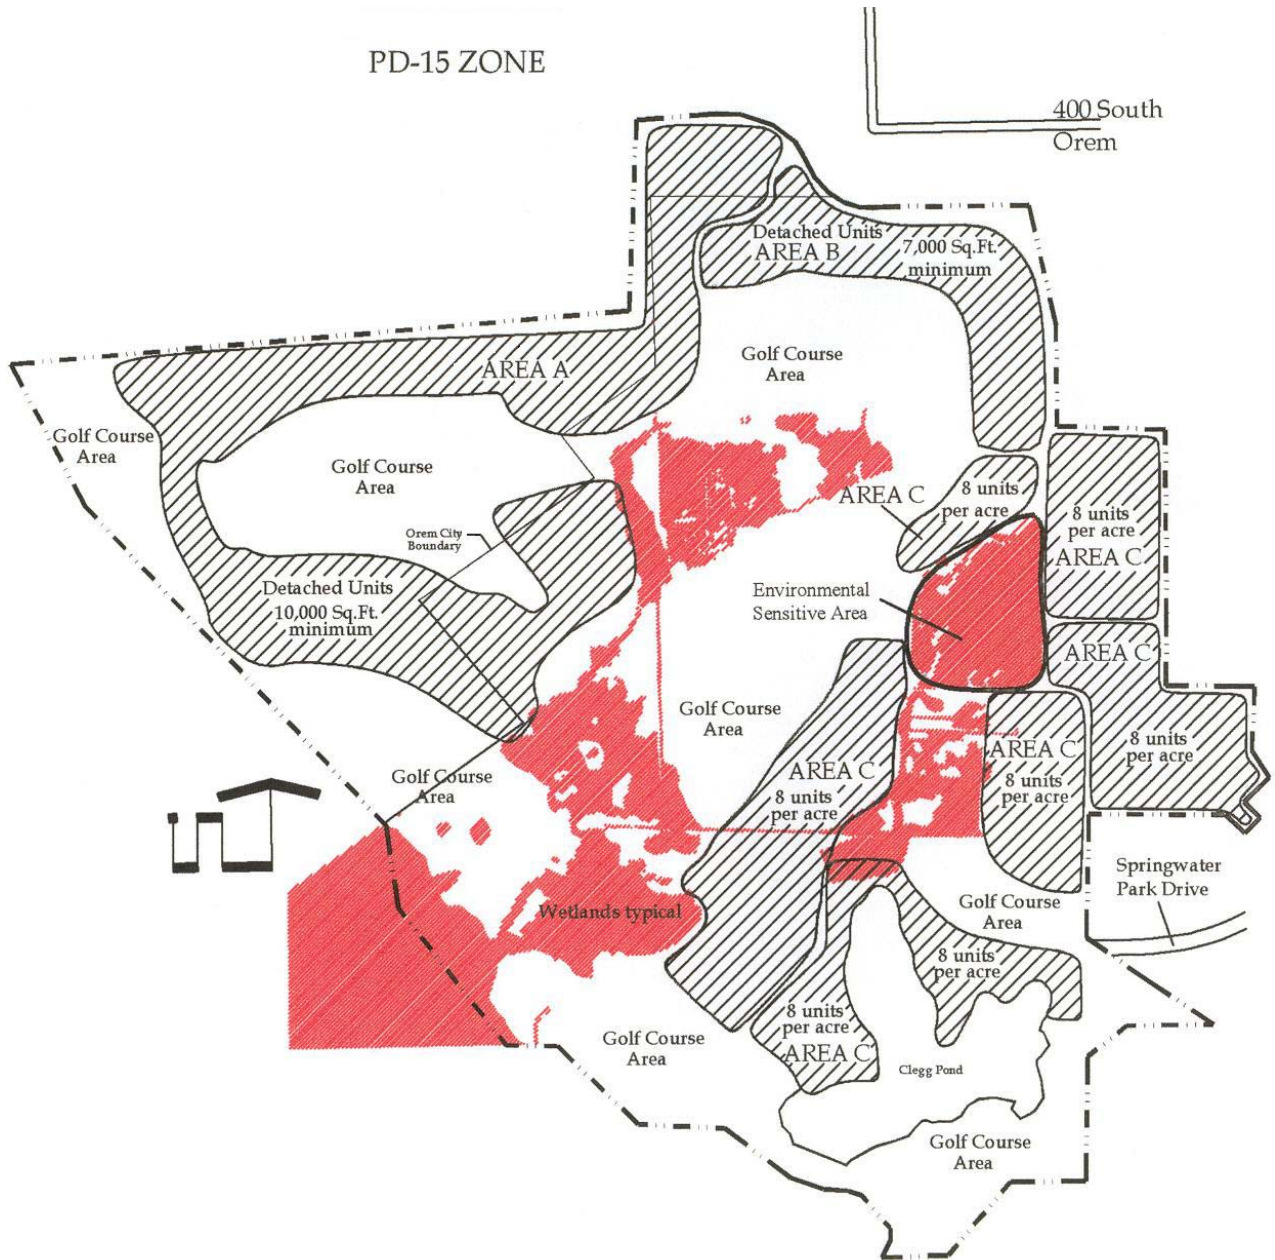 PD-15 ZONE
400 South
Orem
Detached Units
AREA B
7,000 Sq.Ft.
minimum
Golf Course
Area
AREA A
Golf Course
Area
Golf Course
Area
AREA C
8 units
per acre
8 units
per acre
AREA C
Orem City
Boundary
Detached Units
10,000 Sq.Ft.
minimum
Environmental
Sensitive Area
AREA C
Golf Course
Area
AREA C
8 units
per acre
8 units
per acre
Golf Course
Area
AREA C
8 units
per acre
Springwater
Park Drive
Wetlands typical
Golf Course
Area
8 units
per acre
8 units
per acre
AREA C
Golf Course
Area
Clegg Pond
Golf Course
Area